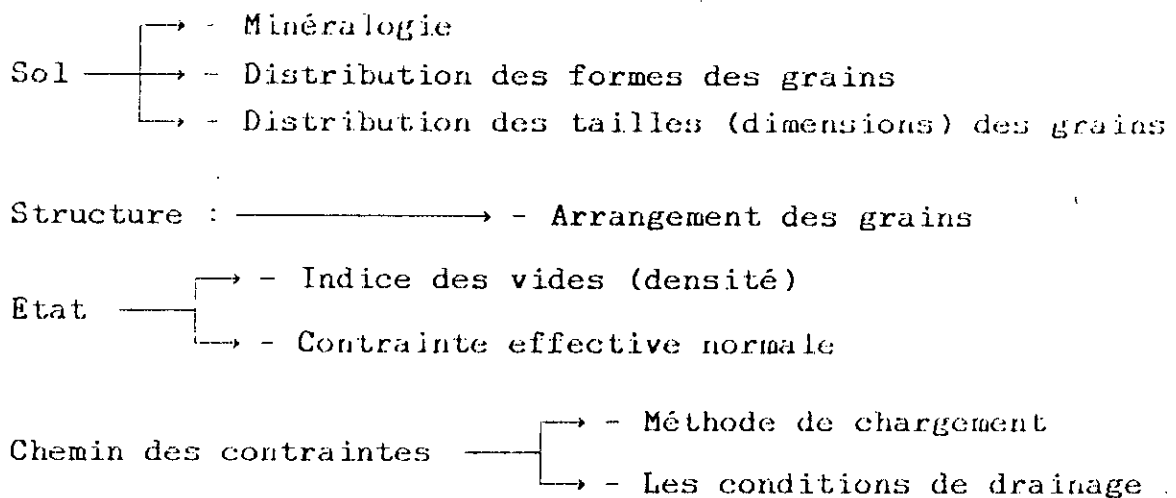 - Minéralogie
Sol - Distribution des formes des grains
- Distribution des tailles (dimensions) des grains
Structure : - Arrangement des grains
- Indice des vides (densité)
Etat
- Contrainte effective normale
- Méthode de chargement
Chemin des contraintes
- Les conditions de drainage